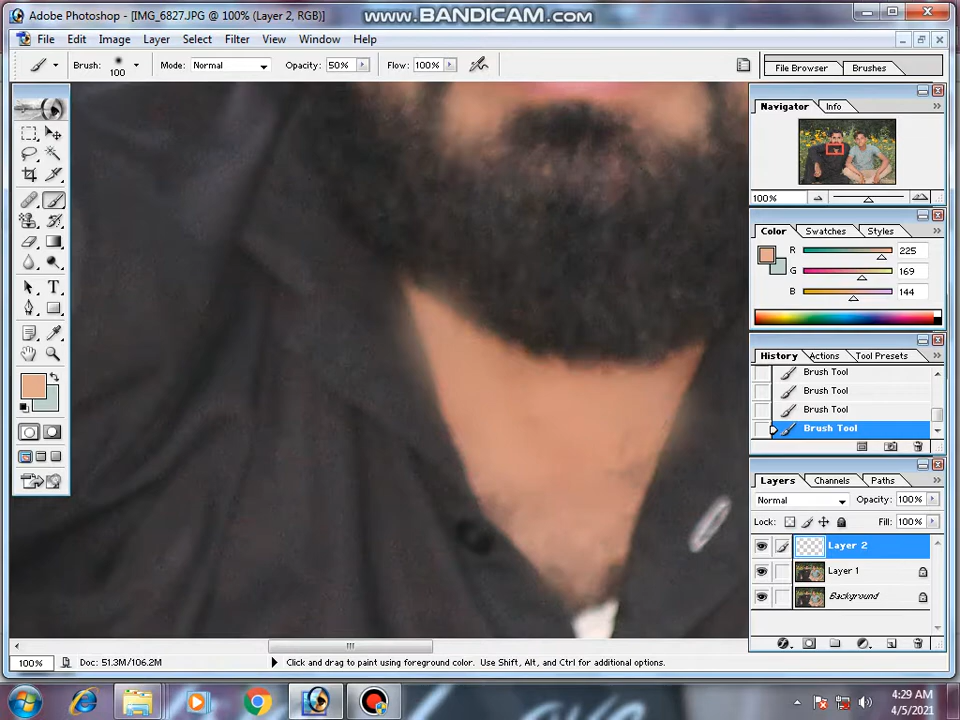 Adobe Photoshop - [IMG_6827.JPG @ 100% (Layer 2, RGB)]
www.BANDICAM.com
File Edit Image Layer Select Filter View Window Help
Brush: 100 Mode: Normal Opacity: 50% Flow: 100%
File Browser Brushes
Navigator Info
100%
Color Swatches Styles
R 225
G 169
B 144
History Actions Tool Presets
Brush Tool
Brush Tool
Brush Tool
Brush Tool
Layers Channels Paths
Normal Opacity: 100%
Lock: Fill: 100%
Layer 2
Layer 1
Background
100% Doc: 51.3M/106.2M Click and drag to paint using foreground color. Use Shift, Alt, and Ctrl for additional options.
4:29 AM
4/5/2021